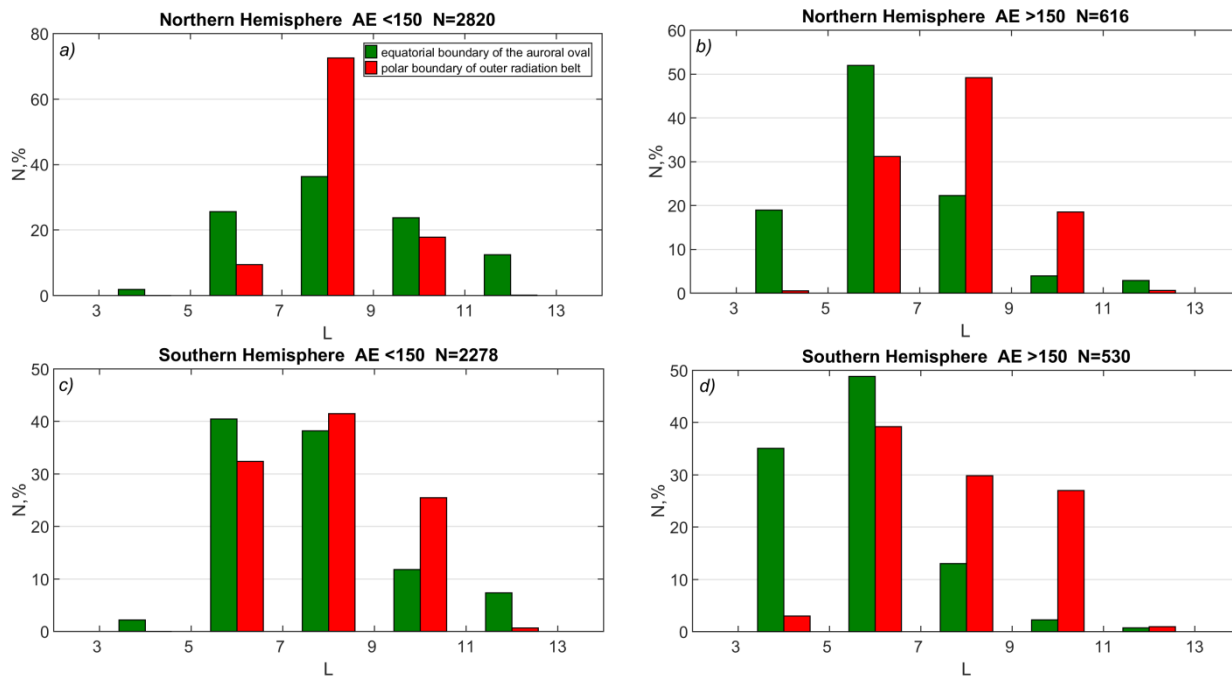 Northern Hemisphere AE <150 N=2820
a)
equatorial boundary of the auroral oval
polar boundary of outer radiation belt
80
60
40
20
0
N,%
3 5 7 9 11 13
L
Northern Hemisphere AE >150 N=616
b)
60
50
40
30
20
10
0
N,%
3 5 7 9 11 13
L
Southern Hemisphere AE <150 N=2278
c)
50
40
30
20
10
0
N,%
3 5 7 9 11 13
L
Southern Hemisphere AE >150 N=530
d)
50
40
30
20
10
0
N,%
3 5 7 9 11 13
L